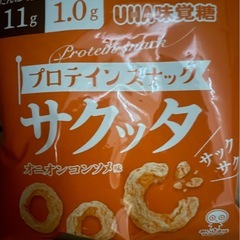 11g
1.0g
UHA味覚糖
Protein snack
プロテインスナック
サクッタ
オニオンコンソメ味
サック
サク